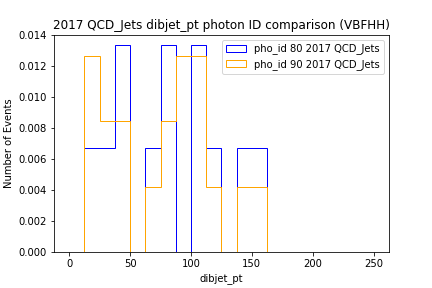 2017 QCD_Jets dibjet_pt photon ID comparison (VBFHH)
pho_id 80 2017 QCD_Jets
pho_id 90 2017 QCD_Jets
Number of Events
0.014
0.012
0.010
0.008
0.006
0.004
0.002
0.000
0 50 100 150 200 250
dibjet_pt